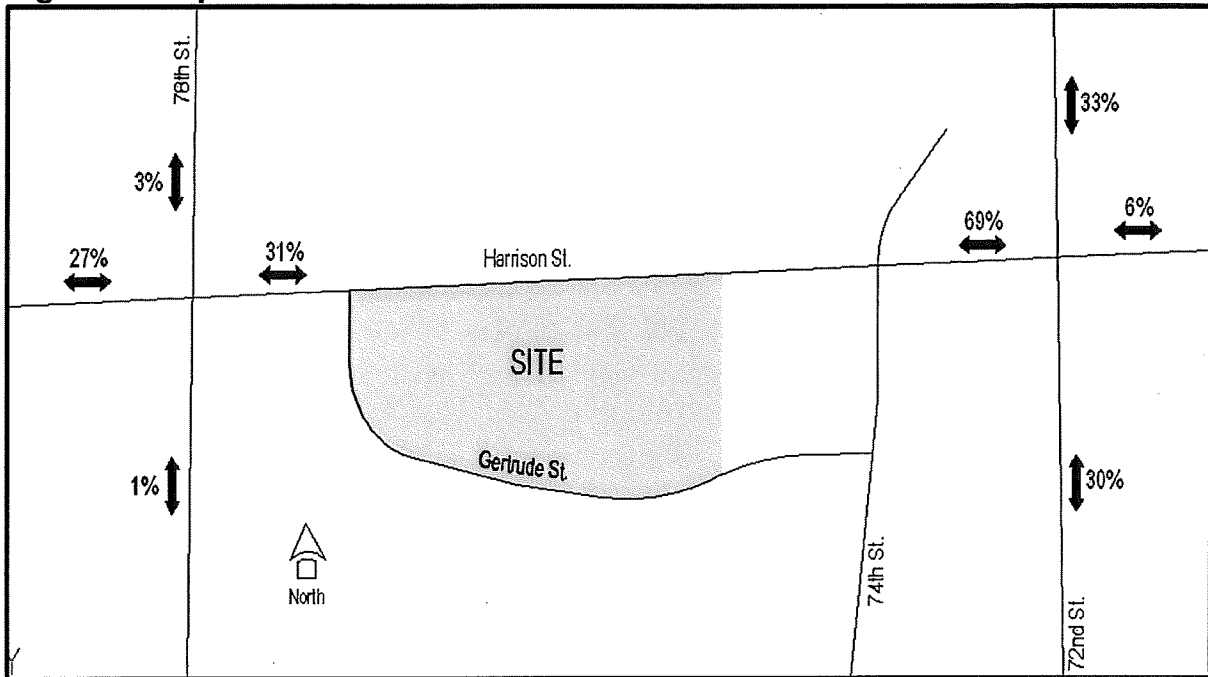 78th St.
33%
3%
69%
6%
27%
31%
Harrison St.
SITE
Gertrude St.
1%
30%
North
74th St.
72nd St.